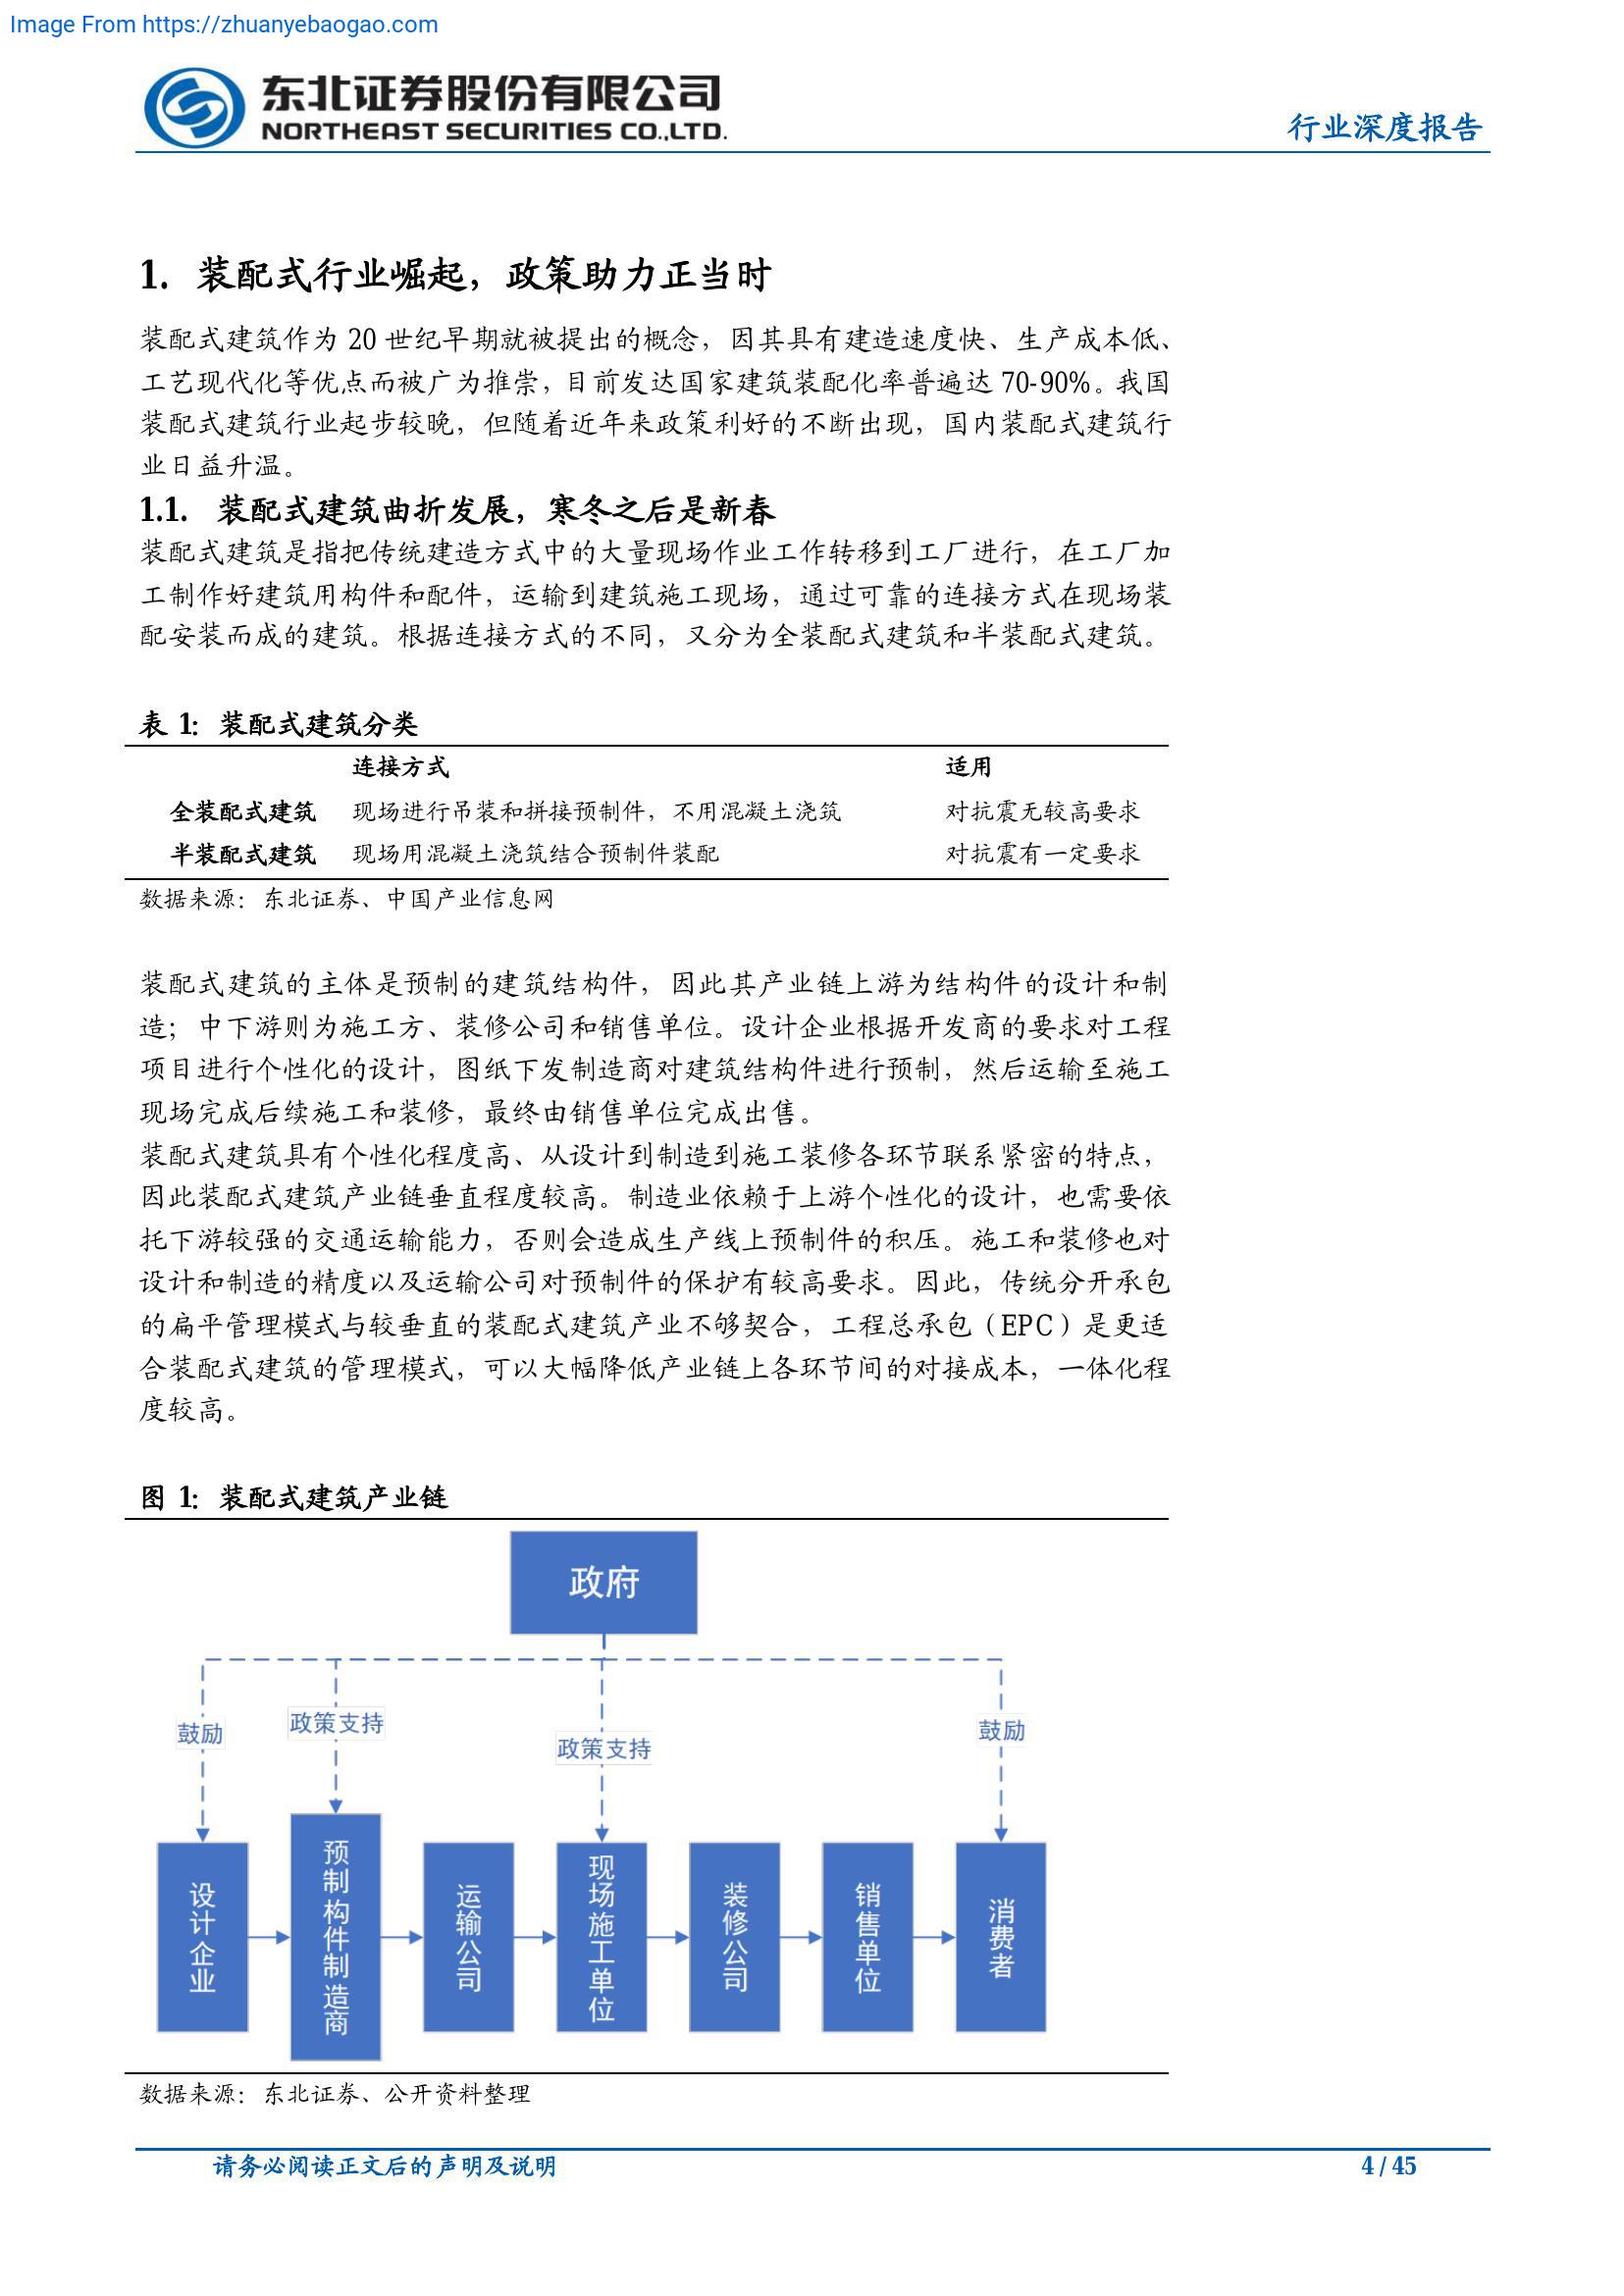 Image From https://zhuanyebaogao.com
东北证券股份有限公司
NORTHEAST SECURITIES CO.,LTD.
行业深度报告
1. 装配式行业崛起，政策助力正当时
装配式建筑作为 20 世纪早期就被提出的概念，因其具有建造速度快、生产成本低、
工艺现代化等优点而被广为推崇，目前发达国家建筑装配化率普遍达 70-90%。我国
装配式建筑行业起步较晚，但随着近年来政策利好的不断出现，国内装配式建筑行
业日益升温。
1.1. 装配式建筑曲折发展，寒冬之后是新春
装配式建筑是指把传统建造方式中的大量现场作业工作转移到工厂进行，在工厂加
工制作好建筑用构件和配件，运输到建筑施工现场，通过可靠的连接方式在现场装
配安装而成的建筑。根据连接方式的不同，又分为全装配式建筑和半装配式建筑。
表 1：装配式建筑分类
连接方式 适用
全装配式建筑 现场进行吊装和拼接预制件，不用混凝土浇筑 对抗震无较高要求
半装配式建筑 现场用混凝土浇筑结合预制件装配 对抗震有一定要求
数据来源：东北证券、中国产业信息网
装配式建筑的主体是预制的建筑结构件，因此其产业链上游为结构件的设计和制
造；中下游则为施工方、装修公司和销售单位。设计企业根据开发商的要求对工程
项目进行个性化的设计，图纸下发制造商对建筑结构件进行预制，然后运输至施工
现场完成后续施工和装修，最终由销售单位完成出售。
装配式建筑具有个性化程度高、从设计到制造到施工装修各环节联系紧密的特点，
因此装配式建筑产业链垂直程度较高。制造业依赖于上游个性化的设计，也需要依
托下游较强的交通运输能力，否则会造成生产线上预制件的积压。施工和装修也对
设计和制造的精度以及运输公司对预制件的保护有较高要求。因此，传统分开承包
的扁平管理模式与较垂直的装配式建筑产业不够契合，工程总承包（EPC）是更适
合装配式建筑的管理模式，可以大幅降低产业链上各环节间的对接成本，一体化程
度较高。
图 1：装配式建筑产业链
政府
鼓励
政策支持
政策支持
鼓励
设计企业
预制构件制造商
运输公司
现场施工单位
装修公司
销售单位
消费者
数据来源：东北证券、公开资料整理
请务必阅读正文后的声明及说明
4 / 45